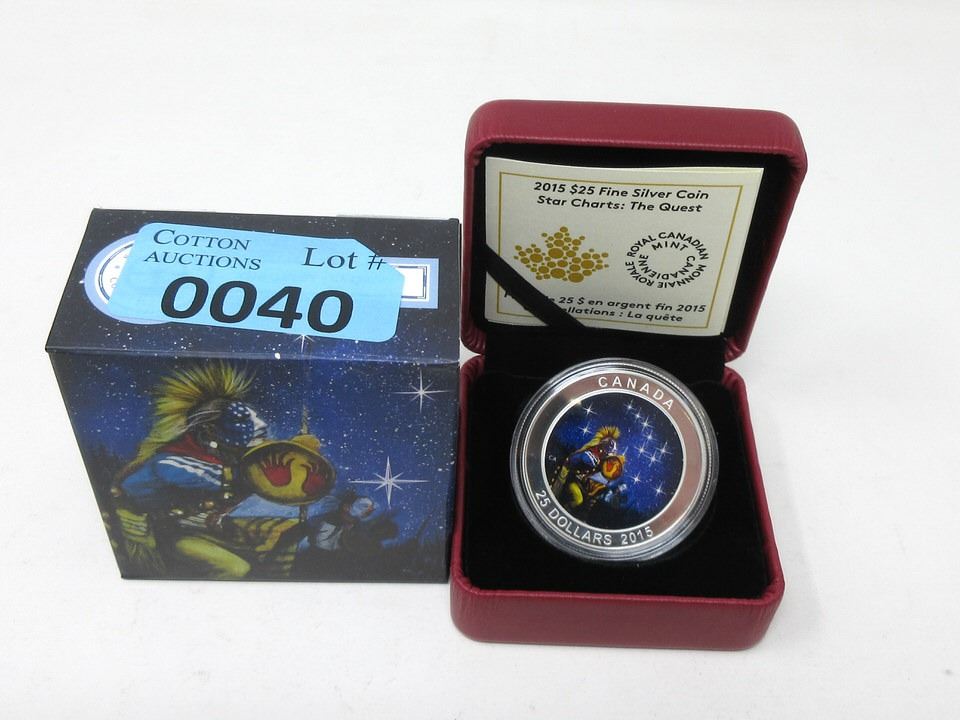 COTTON
AUCTIONS
Lot #
0040
2015 $25 Fine Silver Coin
Star Charts: The Quest
ROYAL CANADIAN MINT
MONNAIE ROYALE CANADIENNE
25 $ en argent fin 2015
: La quête
CANADA
25 DOLLARS 2015